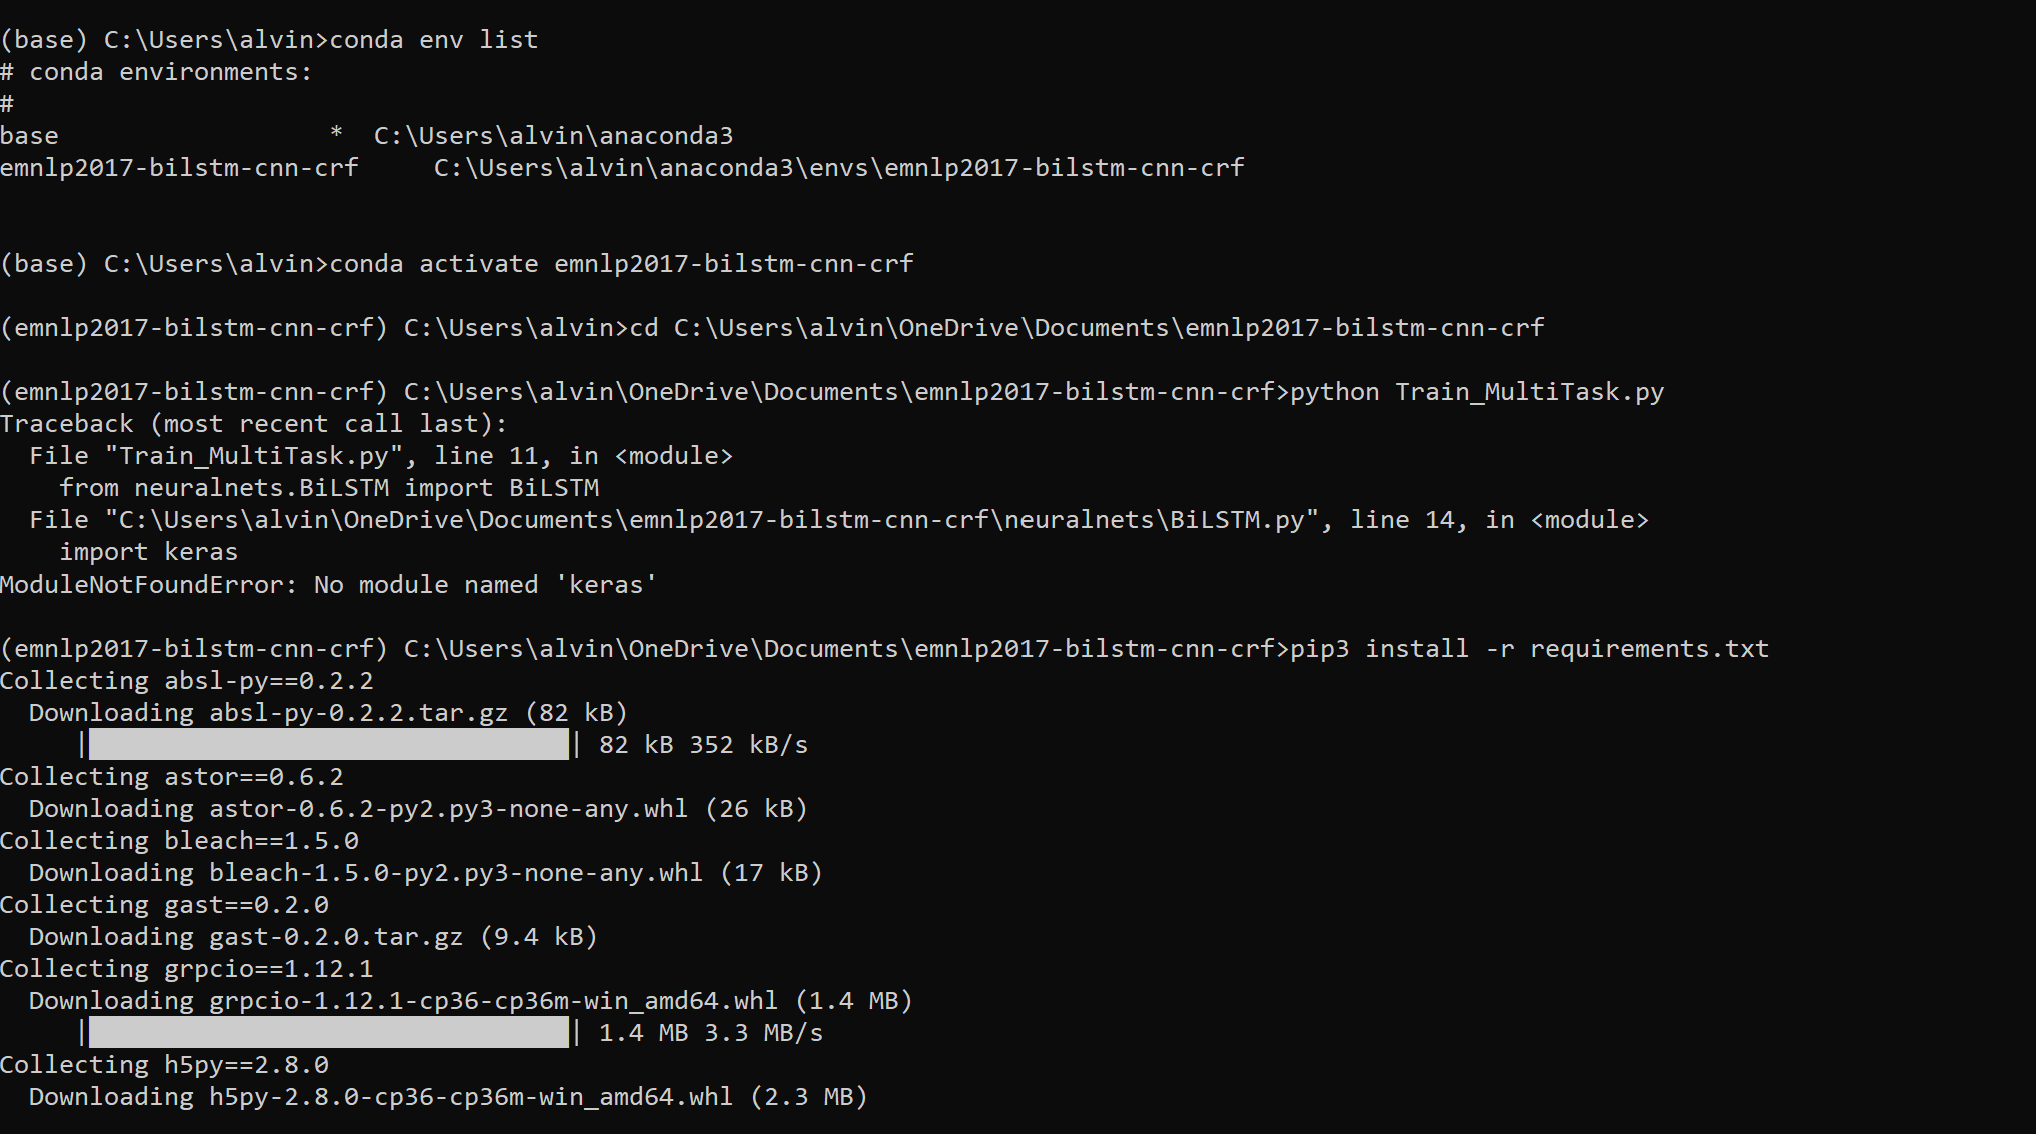 (base) C:\Users\alvin>conda env list
# conda environments:
#
base                  *  C:\Users\alvin\anaconda3
emnlp2017-bilstm-cnn-crf     C:\Users\alvin\anaconda3\envs\emnlp2017-bilstm-cnn-crf
(base) C:\Users\alvin>conda activate emnlp2017-bilstm-cnn-crf
(emnlp2017-bilstm-cnn-crf) C:\Users\alvin>cd C:\Users\alvin\OneDrive\Documents\emnlp2017-bilstm-cnn-crf
(emnlp2017-bilstm-cnn-crf) C:\Users\alvin\OneDrive\Documents\emnlp2017-bilstm-cnn-crf>python Train_MultiTask.py
Traceback (most recent call last):
  File "Train_MultiTask.py", line 11, in <module>
    from neuralnets.BiLSTM import BiLSTM
  File "C:\Users\alvin\OneDrive\Documents\emnlp2017-bilstm-cnn-crf\neuralnets\BiLSTM.py", line 14, in <module>
    import keras
ModuleNotFoundError: No module named 'keras'
(emnlp2017-bilstm-cnn-crf) C:\Users\alvin\OneDrive\Documents\emnlp2017-bilstm-cnn-crf>pip3 install -r requirements.txt
Collecting absl-py==0.2.2
  Downloading absl-py-0.2.2.tar.gz (82 kB)
     |████████████████████████████████| 82 kB 352 kB/s
Collecting astor==0.6.2
  Downloading astor-0.6.2-py2.py3-none-any.whl (26 kB)
Collecting bleach==1.5.0
  Downloading bleach-1.5.0-py2.py3-none-any.whl (17 kB)
Collecting gast==0.2.0
  Downloading gast-0.2.0.tar.gz (9.4 kB)
Collecting grpcio==1.12.1
  Downloading grpcio-1.12.1-cp36-cp36m-win_amd64.whl (1.4 MB)
     |████████████████████████████████| 1.4 MB 3.3 MB/s
Collecting h5py==2.8.0
  Downloading h5py-2.8.0-cp36-cp36m-win_amd64.whl (2.3 MB)